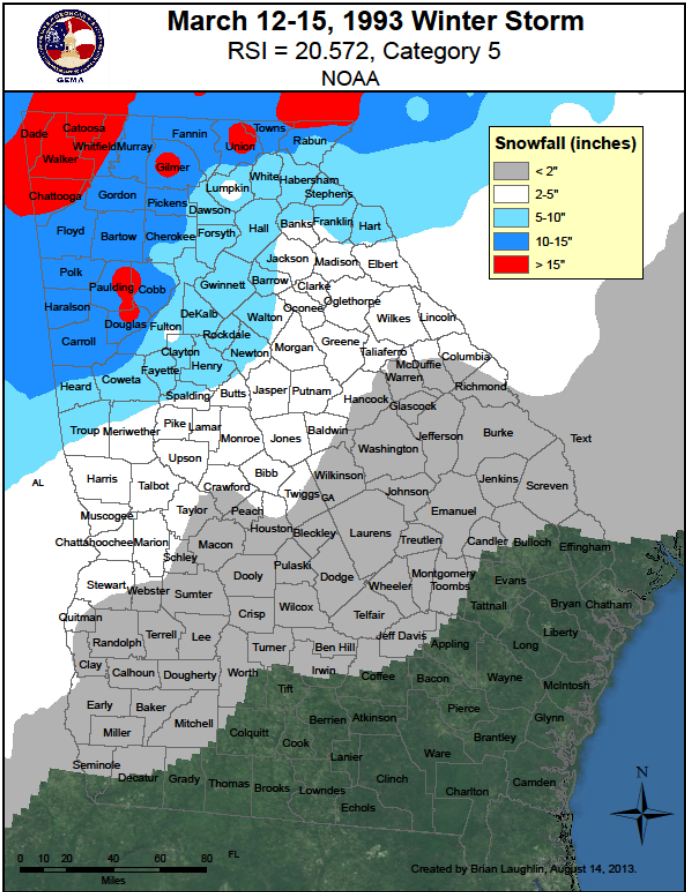 March 12-15, 1993 Winter Storm
RSI = 20.572, Category 5
NOAA
GEMA
Snowfall (inches)
< 2"
2-5"
5-10"
10-15"
> 15"
Dade
Catoosa
Fannin
Towns
Whitfield
Murray
Union
Rabun
Walker
Gilmer
White
Habersham
Chattooga
Gordon
Pickens
Lumpkin
Stephens
Dawson
Floyd
Bartow
Cherokee
Forsyth
Hall
Banks
Franklin
Hart
Polk
Paulding
Cobb
Gwinnett
Barrow
Jackson
Madison
Elbert
Clarke
Haralson
Douglas
Fulton
DeKalb
Walton
Oconee
Oglethorpe
Wilkes
Lincoln
Carroll
Clayton
Rockdale
Newton
Morgan
Greene
Taliaferro
Columbia
McDuffie
Heard
Coweta
Fayette
Henry
Spalding
Butts
Jasper
Putnam
Hancock
Warren
Richmond
Glascock
Troup
Meriwether
Pike
Lamar
Monroe
Jones
Baldwin
Washington
Jefferson
Burke
Text
Upson
AL
Harris
Talbot
Crawford
Bibb
Twiggs
Wilkinson
GA
Johnson
Jenkins
Screven
Muscogee
Taylor
Peach
Houston
Bleckley
Laurens
Emanuel
Chattahoochee
Marion
Schley
Macon
Treutlen
Candler
Bulloch
Effingham
Stewart
Webster
Sumter
Dooly
Pulaski
Dodge
Wheeler
Montgomery
Toombs
Evans
Quitman
Tattnall
Bryan
Chatham
Randolph
Terrell
Lee
Crisp
Wilcox
Telfair
Jeff Davis
Appling
Long
Liberty
Turner
Ben Hill
Clay
Calhoun
Dougherty
Worth
Irwin
Coffee
Bacon
Wayne
McIntosh
Tift
Early
Baker
Mitchell
Miller
Colquitt
Berrien
Atkinson
Pierce
Glynn
Cook
Ware
Brantley
Lanier
Seminole
Decatur
Grady
Thomas
Brooks
Lowndes
Clinch
Charlton
Camden
Echols
N
FL
0 10 20 40 60 80
Miles
Created by Brian Laughlin, August 14, 2013.